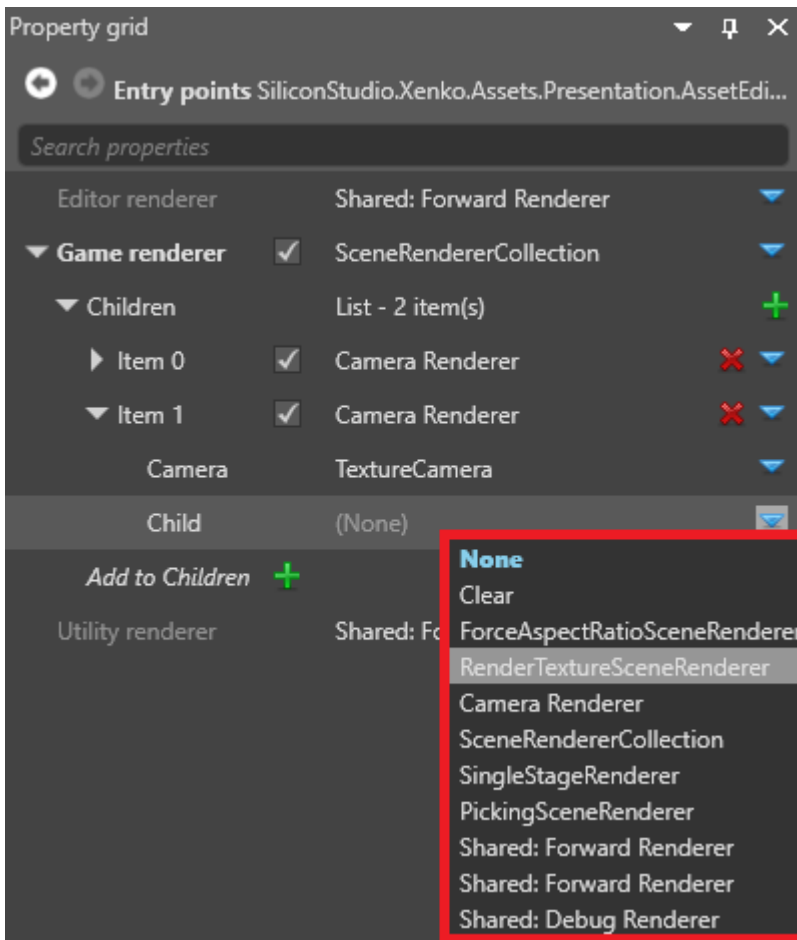 Property grid
Entry points SiliconStudio.Xenko.Assets.Presentation.AssetEdi...
Search properties
Editor renderer Shared: Forward Renderer
Game renderer SceneRendererCollection
Children List - 2 item(s)
Item 0 Camera Renderer
Item 1 Camera Renderer
Camera TextureCamera
Child (None)
None
Clear
Add to Children
ForceAspectRatioSceneRenderer
Utility renderer Shared: Fo
RenderTextureSceneRenderer
Camera Renderer
SceneRendererCollection
SingleStageRenderer
PickingSceneRenderer
Shared: Forward Renderer
Shared: Forward Renderer
Shared: Debug Renderer